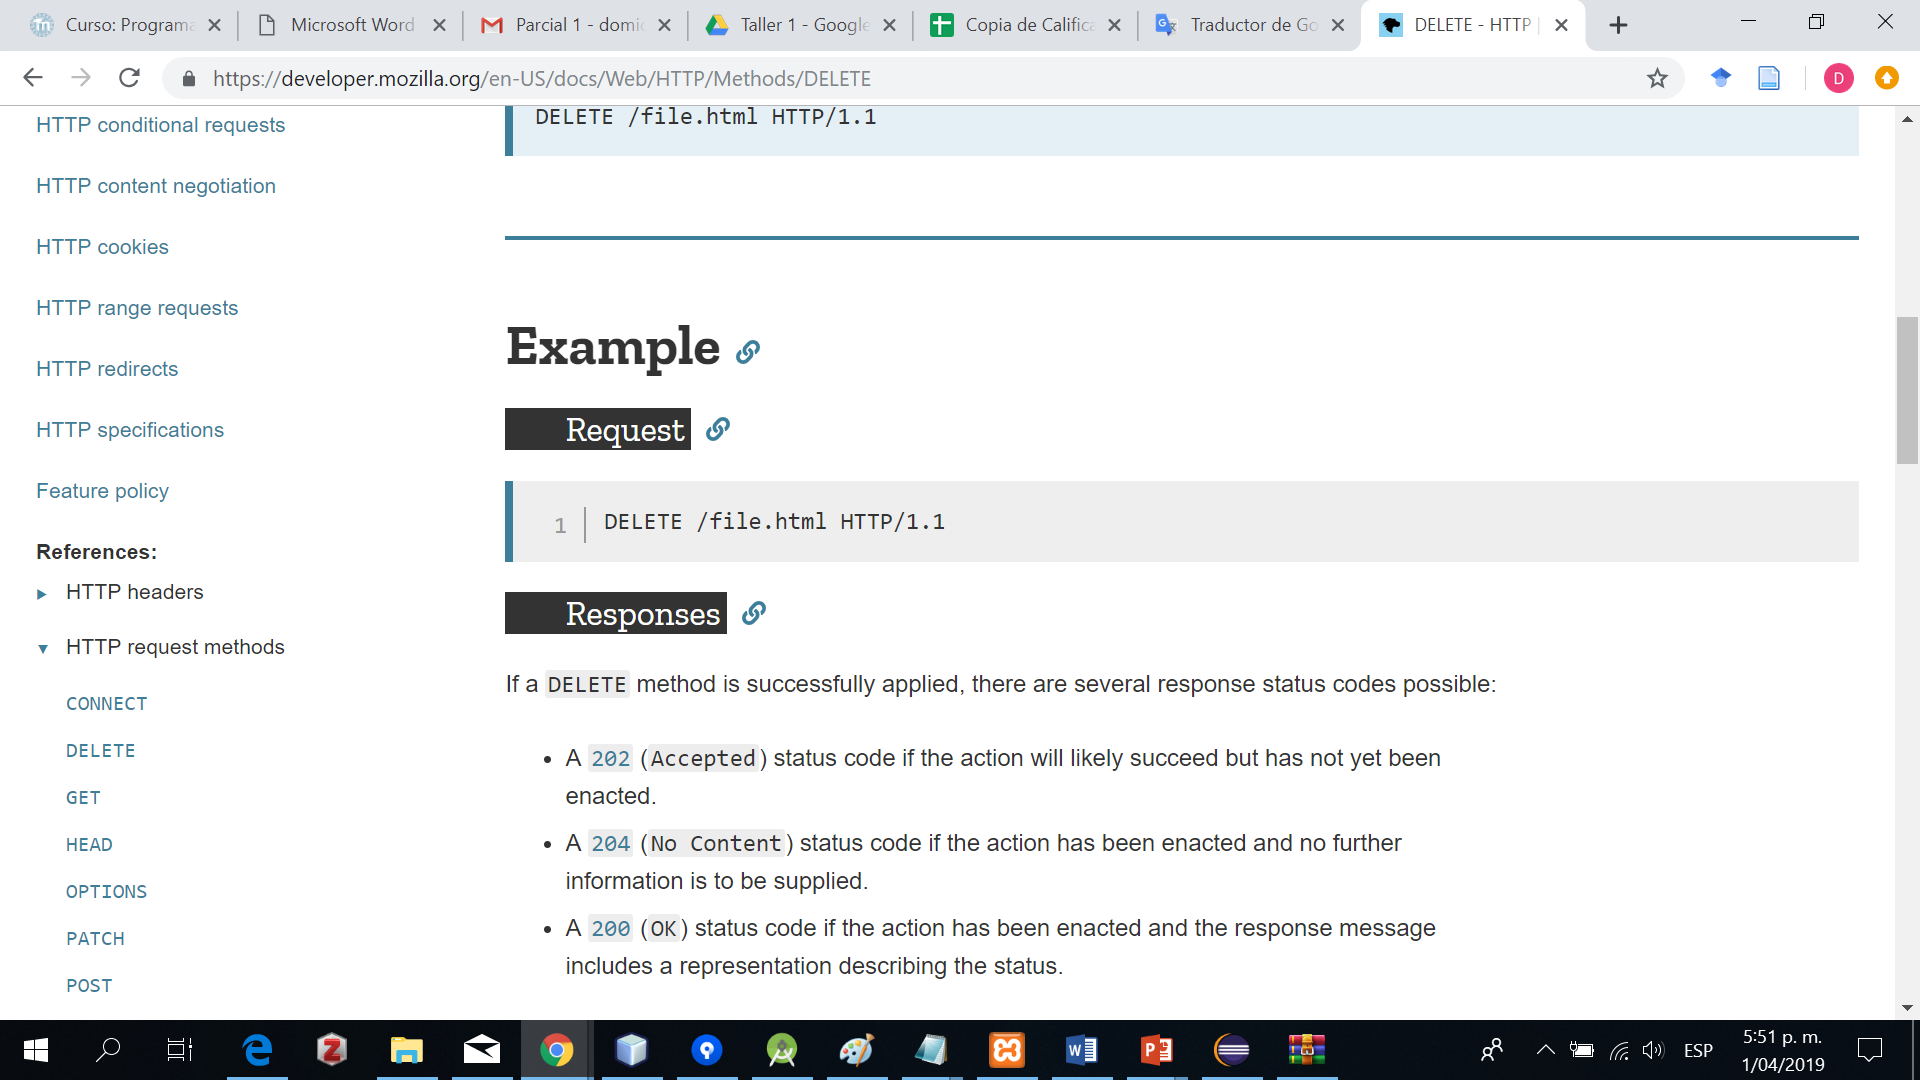 Curso: Programa
Microsoft Word
Parcial 1 - domic
Taller 1 - Google
Copia de Califica
Traductor de Go
DELETE - HTTP |
https://developer.mozilla.org/en-US/docs/Web/HTTP/Methods/DELETE
D
HTTP conditional requests
HTTP content negotiation
HTTP cookies
HTTP range requests
HTTP redirects
HTTP specifications
Feature policy
References:
HTTP headers
HTTP request methods
CONNECT
DELETE
GET
HEAD
OPTIONS
PATCH
POST
DELETE /file.html HTTP/1.1
Example
Request
1 DELETE /file.html HTTP/1.1
Responses
If a DELETE method is successfully applied, there are several response status codes possible:
• A 202 (Accepted) status code if the action will likely succeed but has not yet been
enacted.
• A 204 (No Content) status code if the action has been enacted and no further
information is to be supplied.
• A 200 (OK) status code if the action has been enacted and the response message
includes a representation describing the status.
ESP
5:51 p. m.
1/04/2019